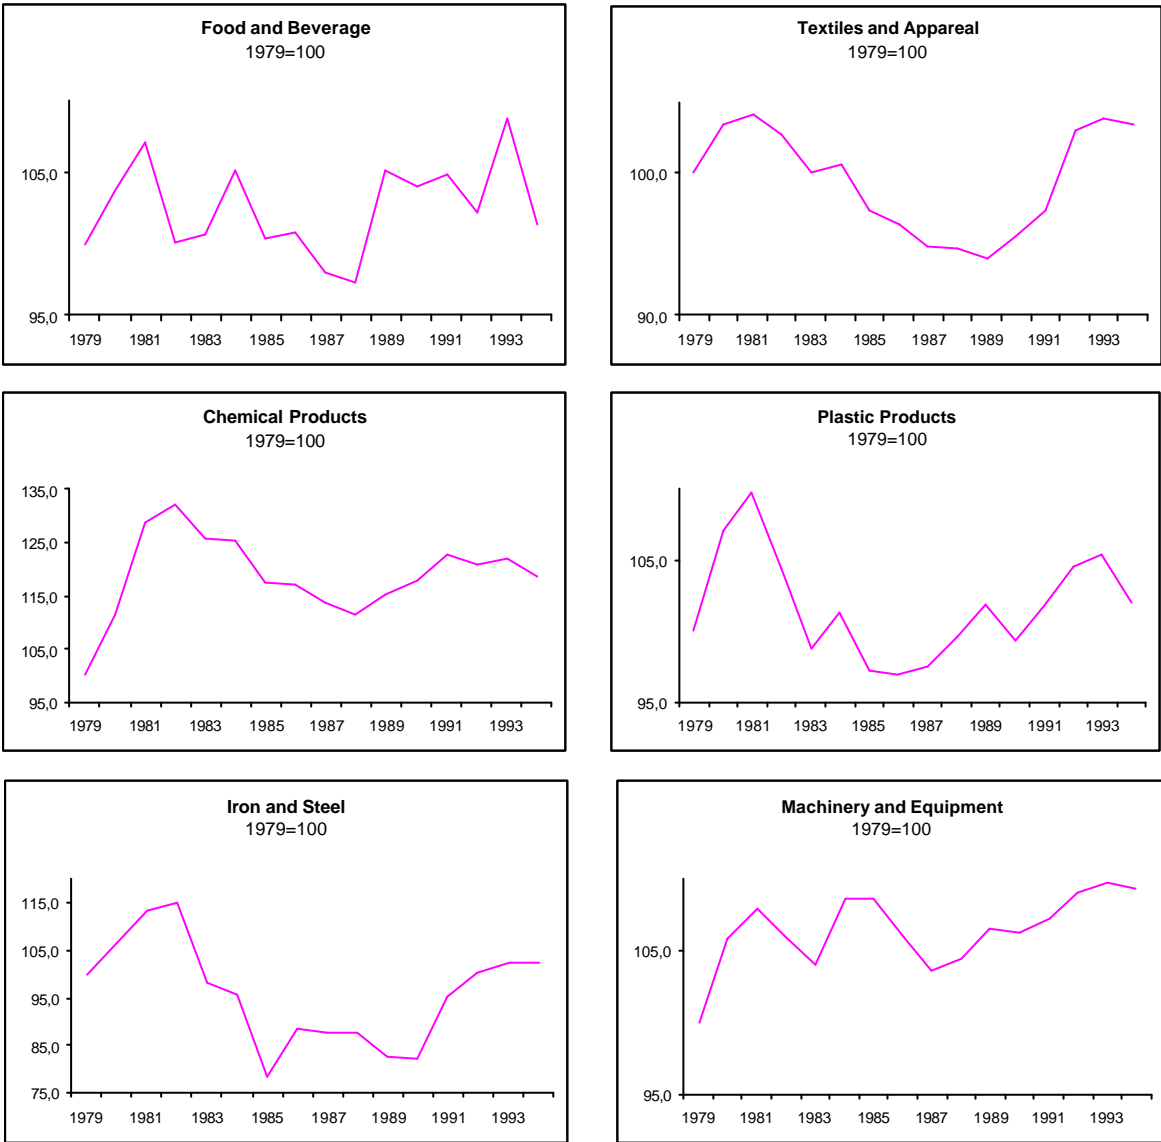 Food and Beverage
1979=100
105,0
95,0
1979 1981 1983 1985 1987 1989 1991 1993
Textiles and Appareal
1979=100
100,0
90,0
1979 1981 1983 1985 1987 1989 1991 1993
Chemical Products
1979=100
135,0
125,0
115,0
105,0
95,0
1979 1981 1983 1985 1987 1989 1991 1993
Plastic Products
1979=100
105,0
95,0
1979 1981 1983 1985 1987 1989 1991 1993
Iron and Steel
1979=100
115,0
105,0
95,0
85,0
75,0
1979 1981 1983 1985 1987 1989 1991 1993
Machinery and Equipment
1979=100
105,0
95,0
1979 1981 1983 1985 1987 1989 1991 1993